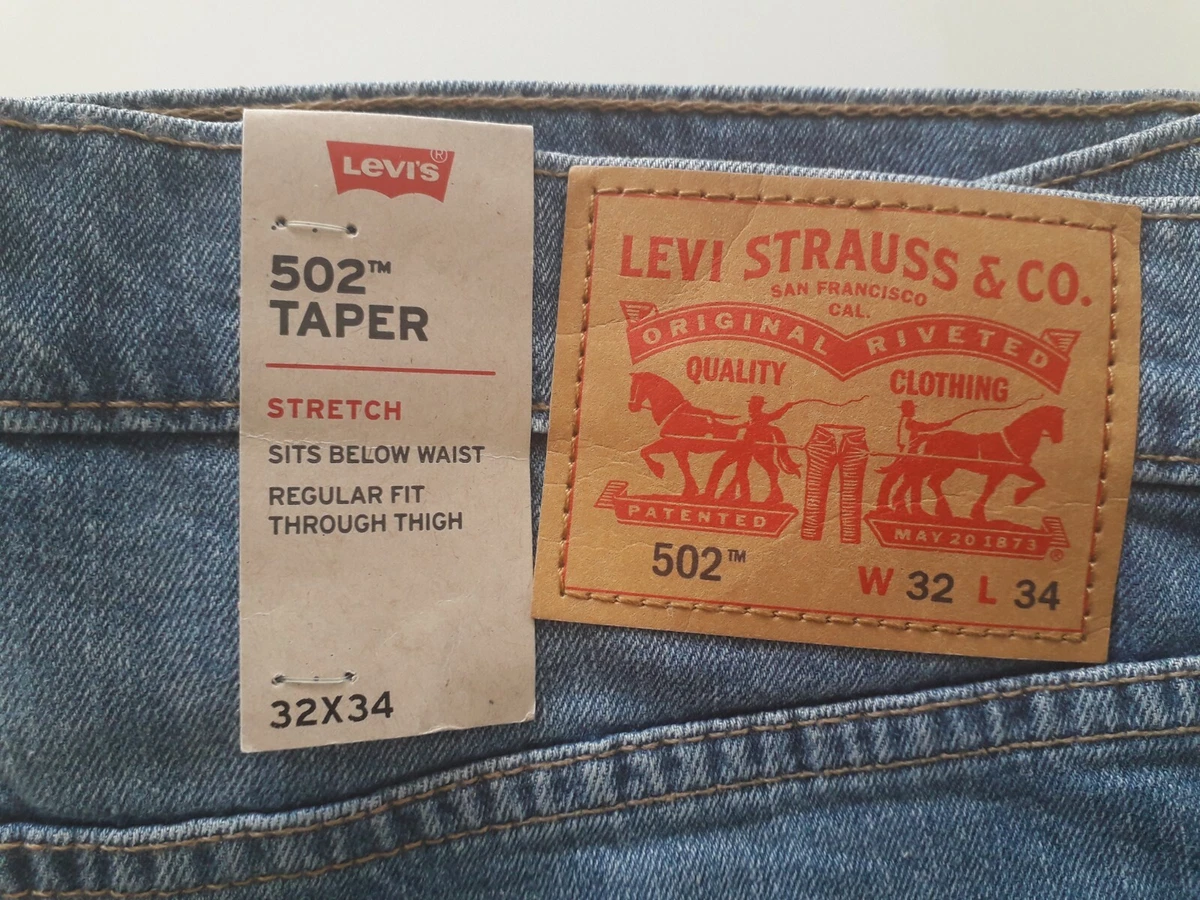 Levi's®
502™
TAPER
STRETCH
SITS BELOW WAIST
REGULAR FIT
THROUGH THIGH
32X34
LEVI STRAUSS & CO.
SAN FRANCISCO
CAL.
ORIGINAL RIVETED
QUALITY CLOTHING
PATENTED MAY 20 1873
®
502™ W 32 L 34